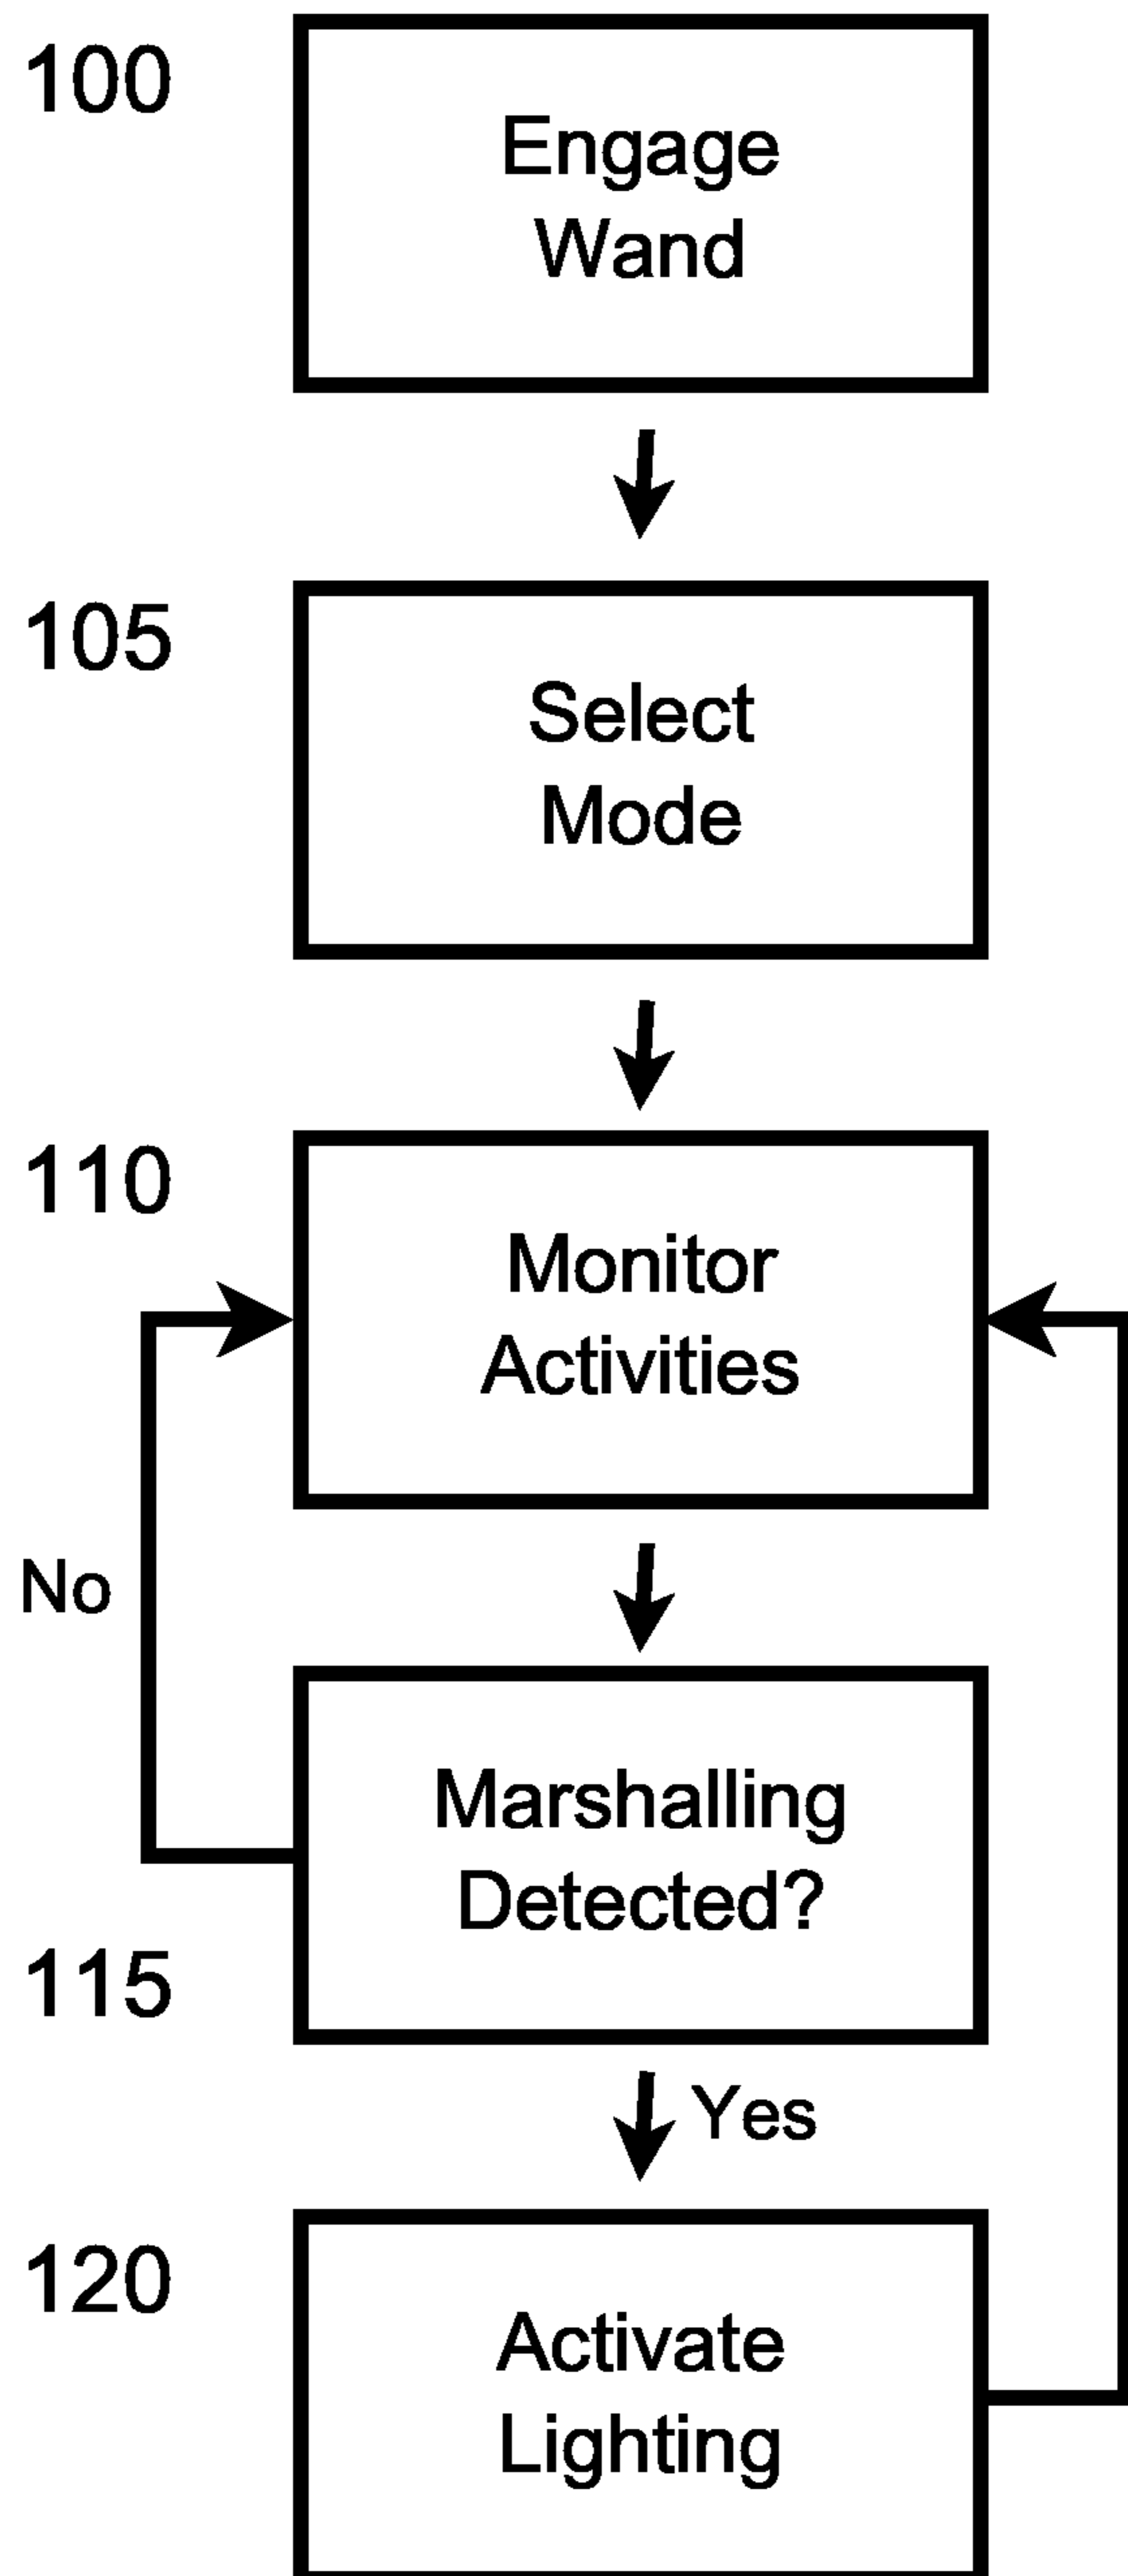 100
Engage
Wand
105
Select
Mode
110
Monitor
Activities
No
Marshalling
Detected?
115
Yes
120
Activate
Lighting